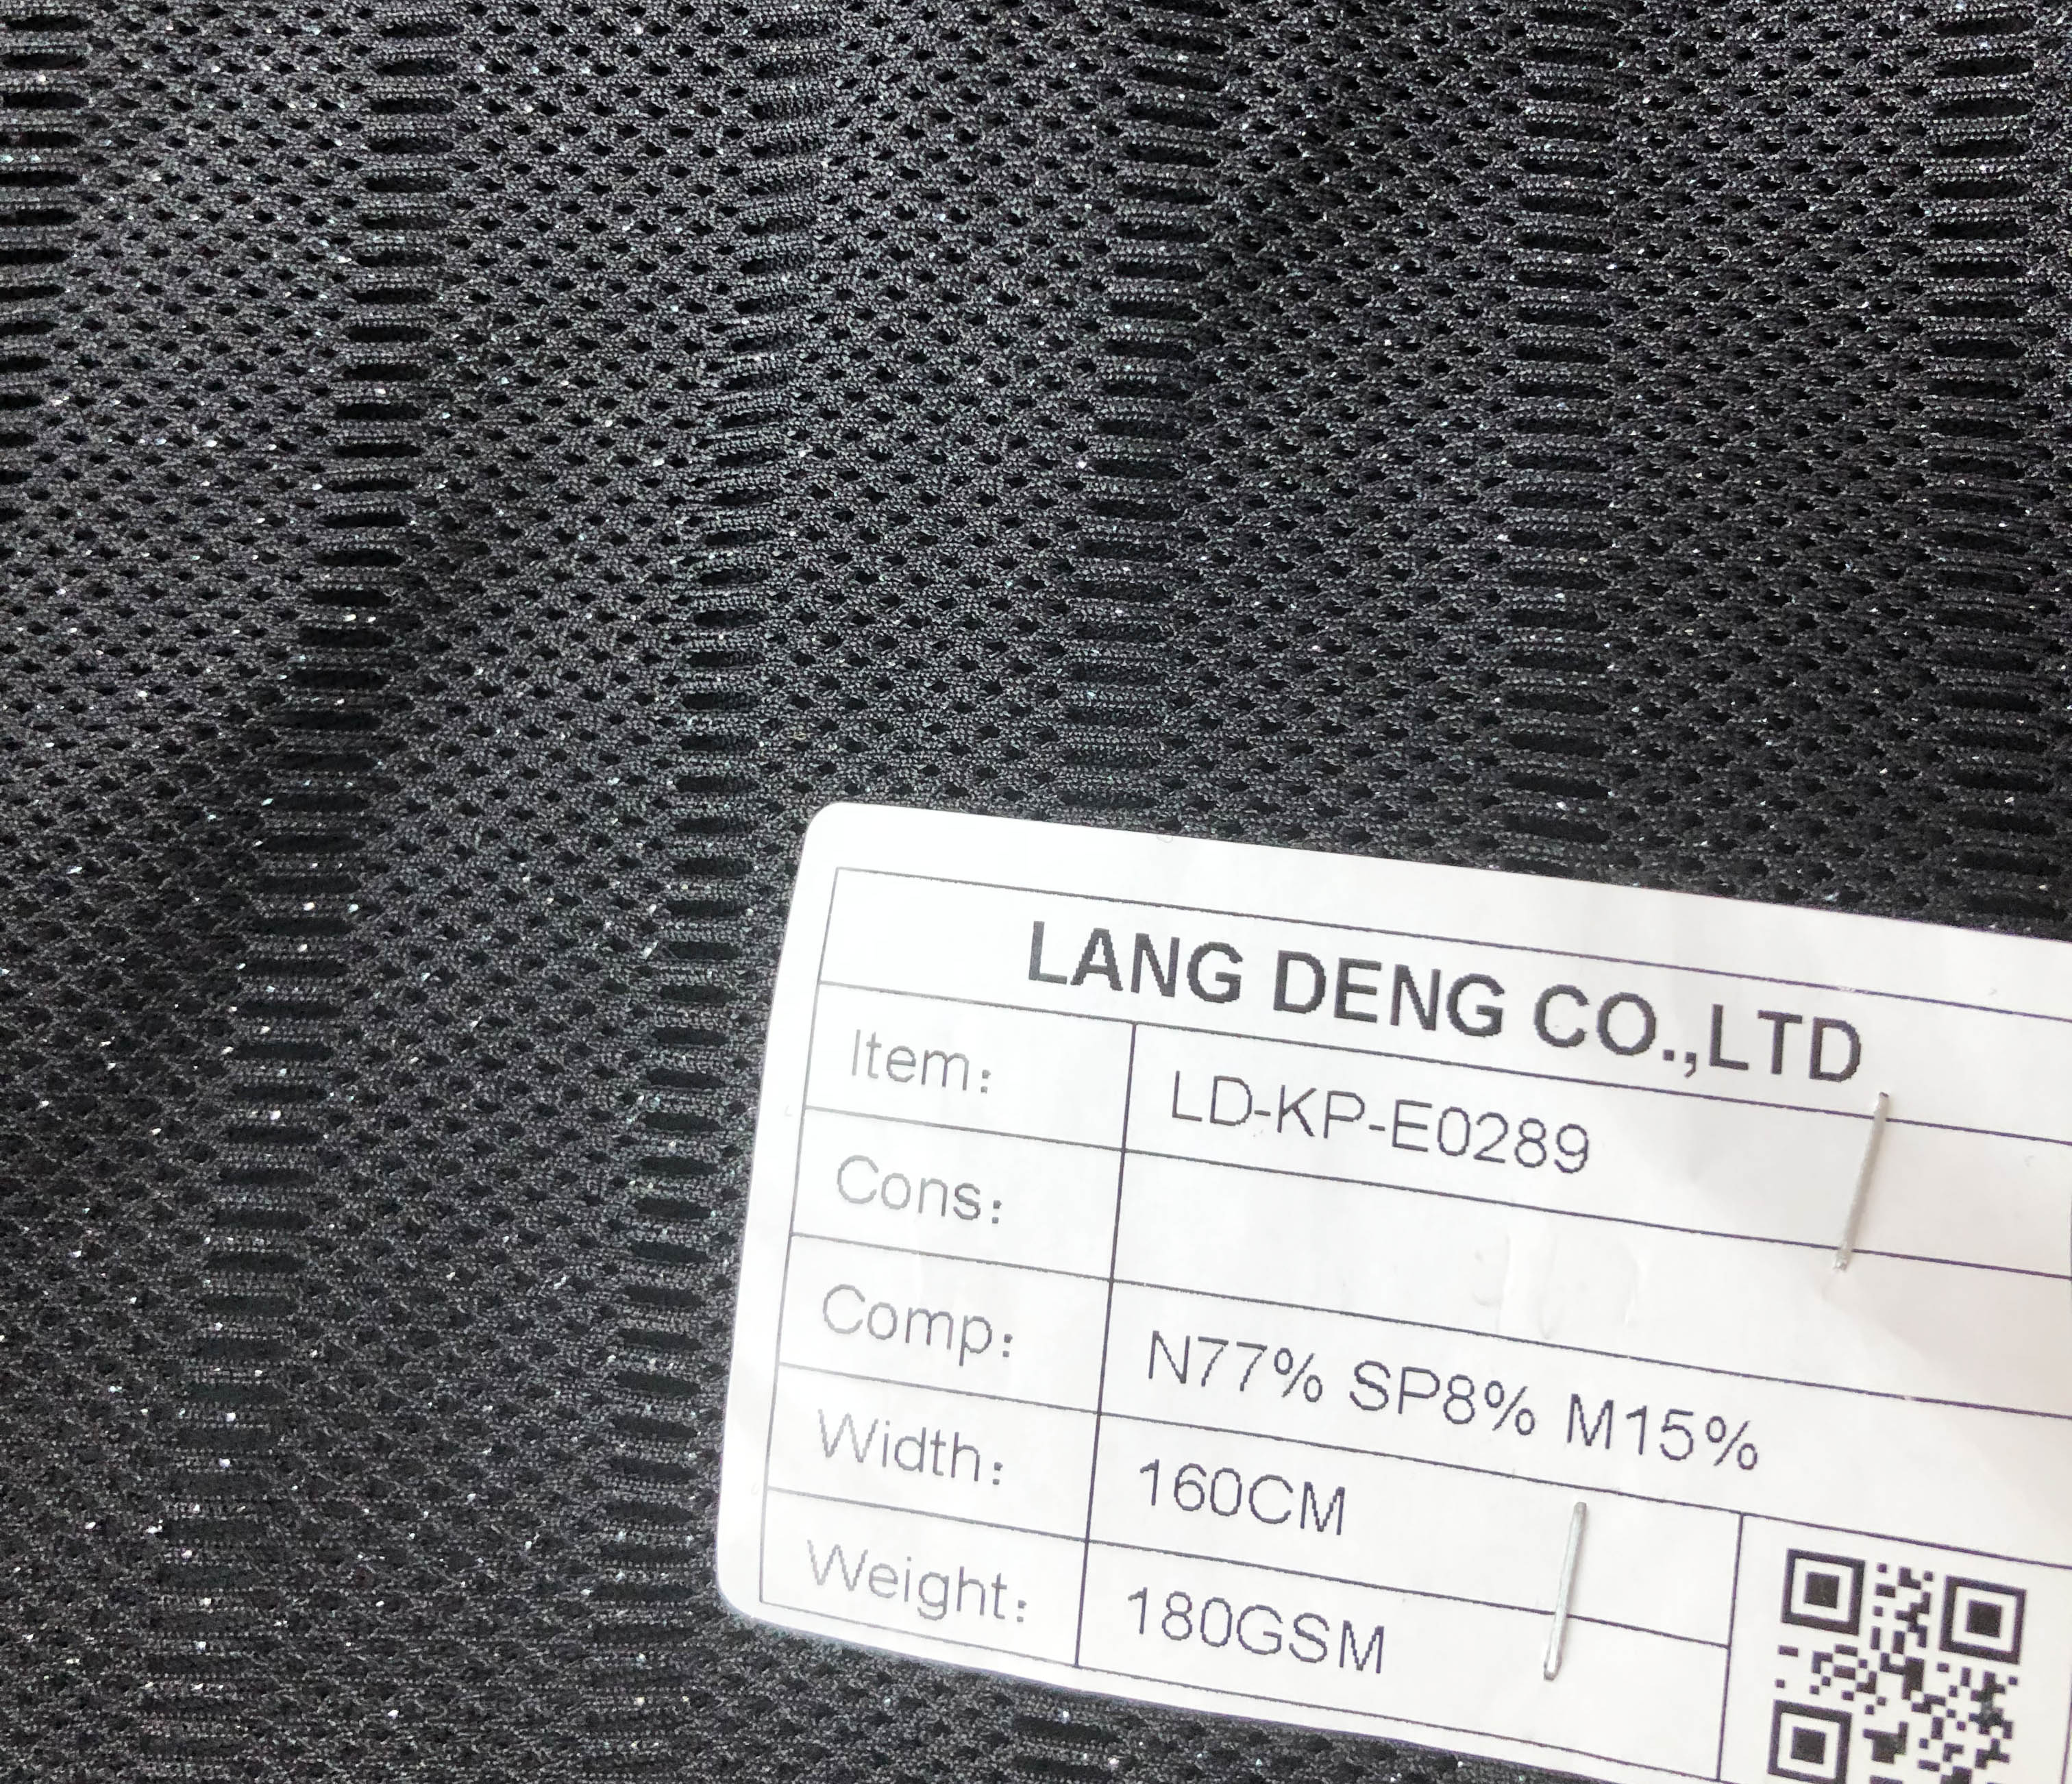 LANG DENG CO.,LTD
Item: LD-KP-E0289
Cons:
Comp: N77% SP8% M15%
Width: 160CM
Weight: 180GSM